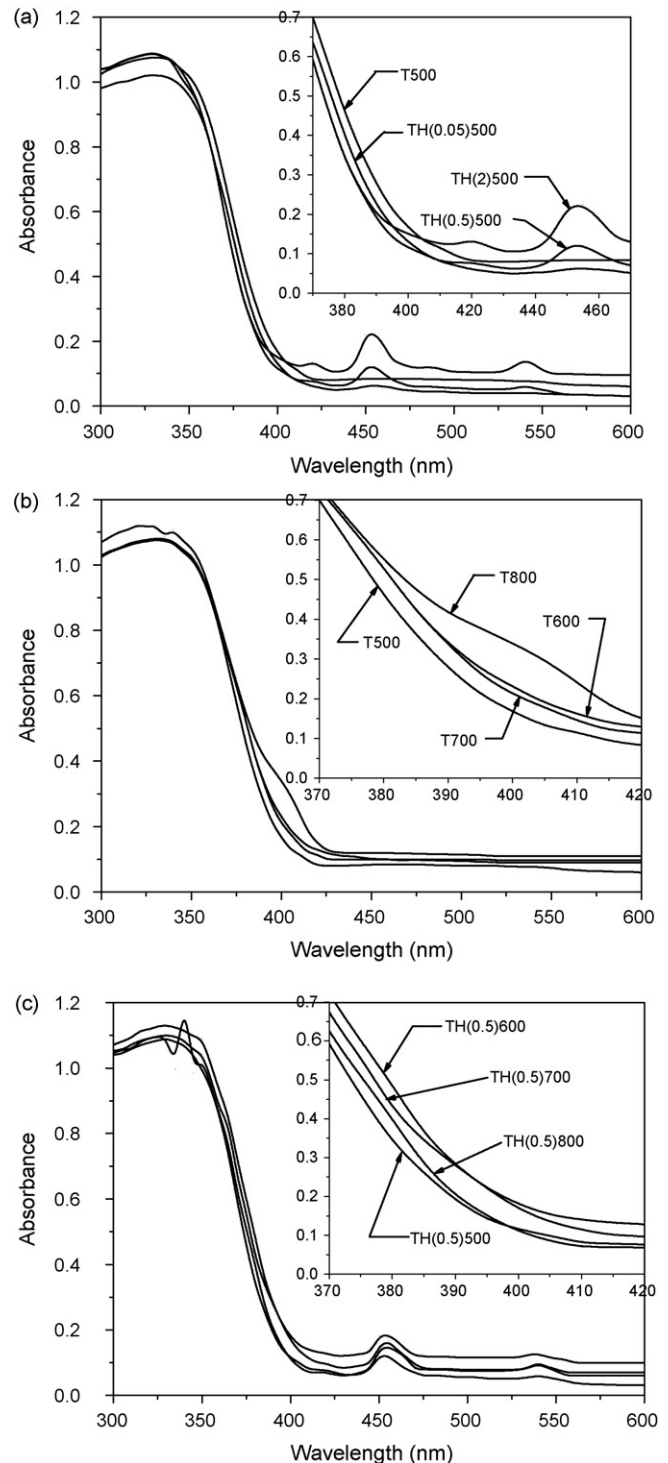 (a)
1.2
1.0
0.8
0.6
0.4
0.2
0.0
Absorbance
300 350 400 450 500 550 600
Wavelength (nm)
0.7
0.6
0.5
0.4
0.3
0.2
0.1
0.0
380 400 420 440 460
T500
TH(0.05)500
TH(2)500
TH(0.5)500
(b)
1.2
1.0
0.8
0.6
0.4
0.2
0.0
Absorbance
300 350 400 450 500 550 600
Wavelength (nm)
0.7
0.6
0.5
0.4
0.3
0.2
0.1
0.0
370 380 390 400 410 420
T800
T600
T500
T700
(c)
1.2
1.0
0.8
0.6
0.4
0.2
0.0
Absorbance
300 350 400 450 500 550 600
Wavelength (nm)
0.7
0.6
0.5
0.4
0.3
0.2
0.1
0.0
370 380 390 400 410 420
TH(0.5)600
TH(0.5)700
TH(0.5)800
TH(0.5)500